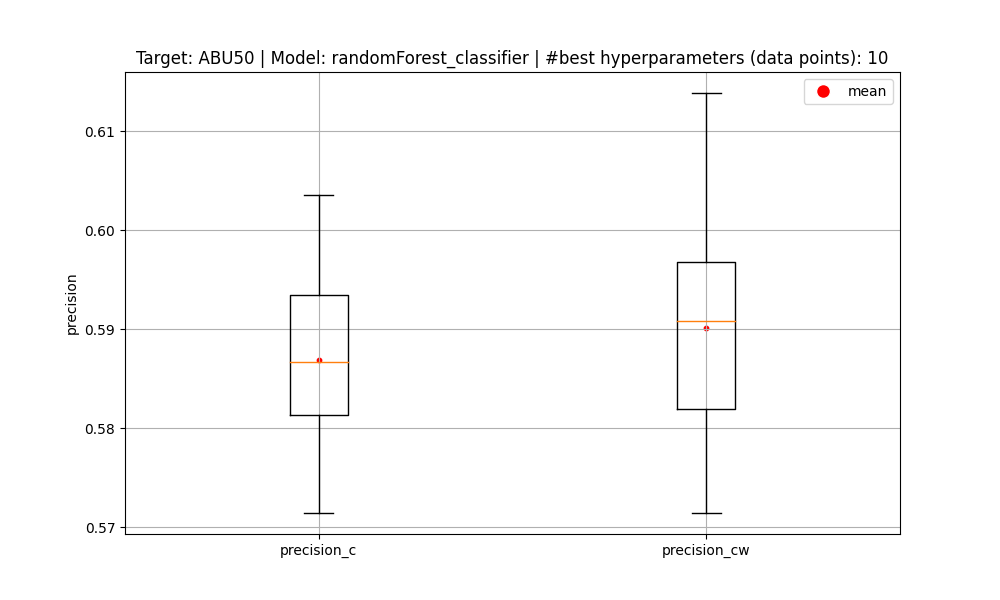 Target: ABU50 | Model: randomForest_classifier | #best hyperparameters (data points): 10
mean
0.61
0.60
0.59
0.58
0.57
precision
precision_c
precision_cw